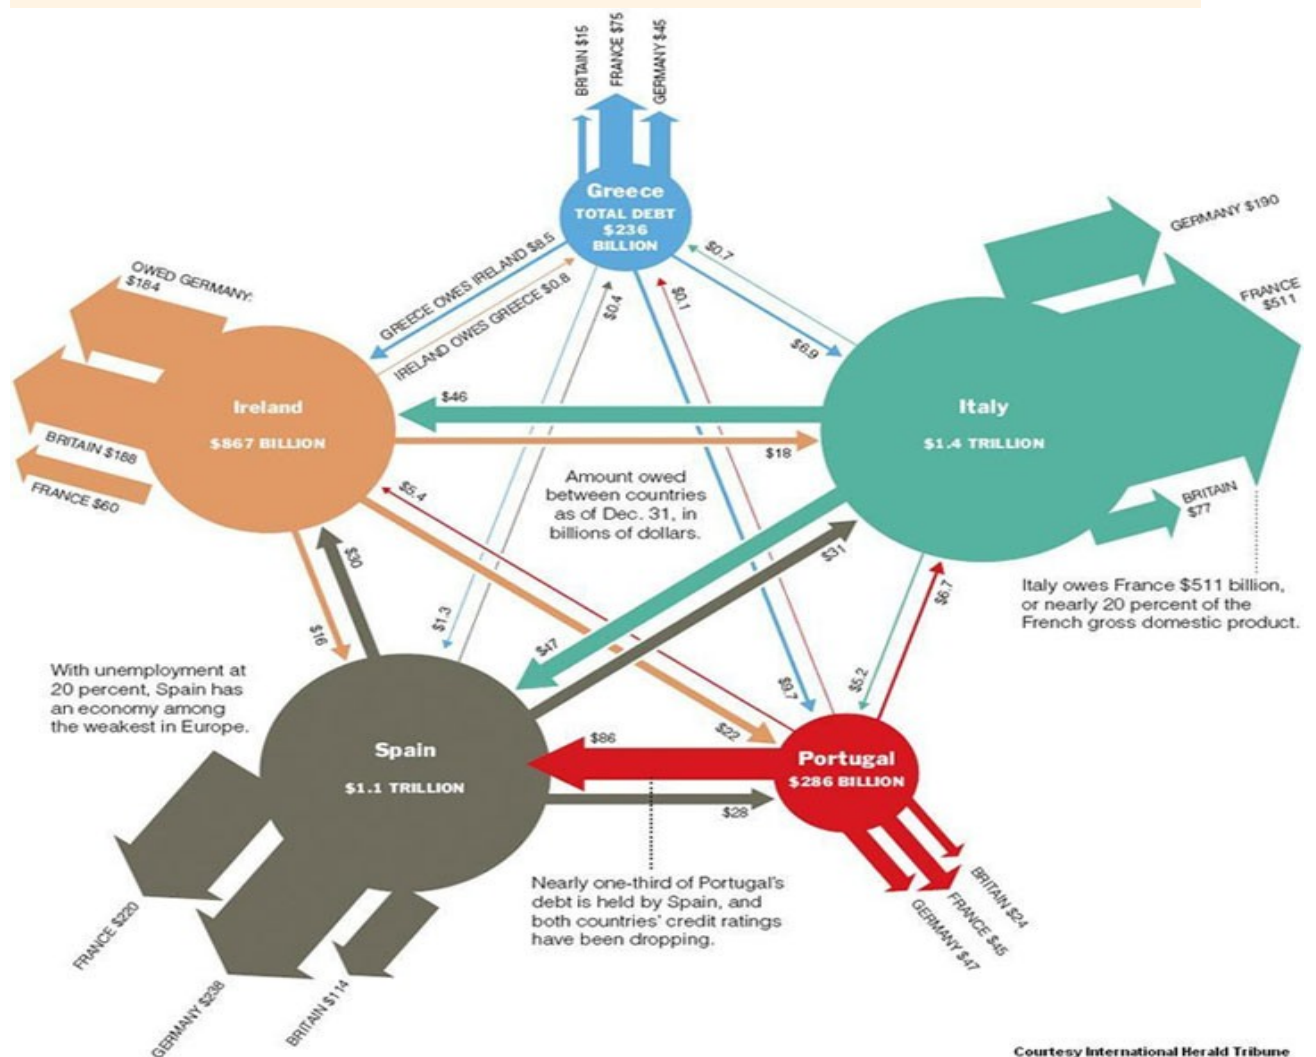 BRITAIN $15
FRANCE $75
GERMANY $45
Greece
TOTAL DEBT
$236
BILLION
GREECE OWES IRELAND $8.5
IRELAND OWES GREECE $0.8
$0.4
$0.1
$0.7
$6.9
GERMANY $190
FRANCE
$511
OWED GERMANY:
$184
Ireland
$867 BILLION
BRITAIN $188
FRANCE $60
$46
$18
Italy
$1.4 TRILLION
BRITAIN
$77
Amount owed
between countries
as of Dec. 31, in
billions of dollars.
$5.4
$30
$16
$1.3
$47
$31
$9.7
$5.2
$6.7
$22
Italy owes France $511 billion,
or nearly 20 percent of the
French gross domestic product.
With unemployment at
20 percent, Spain has
an economy among
the weakest in Europe.
Spain
$1.1 TRILLION
$86
$28
Portugal
$286 BILLION
Nearly one-third of Portugal's
debt is held by Spain, and
both countries' credit ratings
have been dropping.
BRITAIN $24
FRANCE $45
GERMANY $47
FRANCE $220
GERMANY $238
BRITAIN $114
Courtesy International Herald Tribune